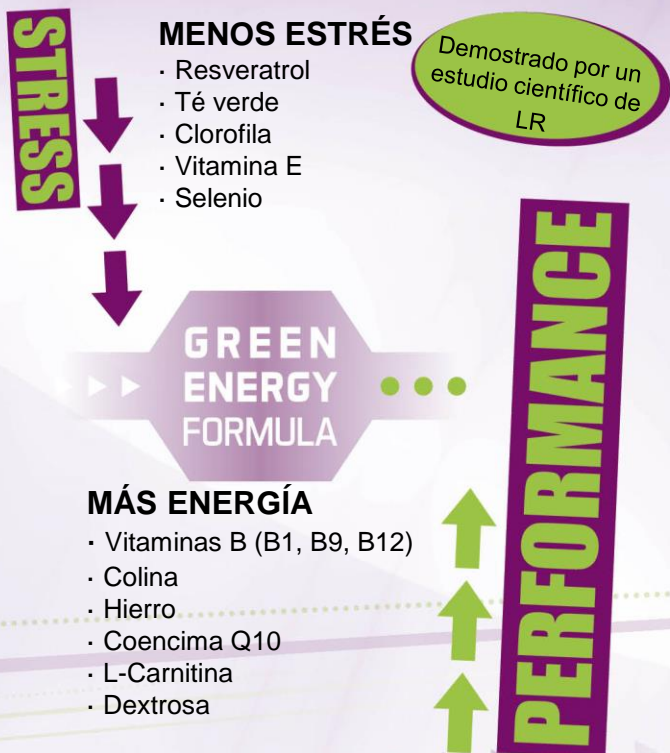 STRESS
MENOS ESTRÉS
· Resveratrol
· Té verde
· Clorofila
· Vitamina E
· Selenio
Demostrado por un
estudio científico de
LR
GREEN
ENERGY
FORMULA
MÁS ENERGÍA
· Vitaminas B (B1, B9, B12)
· Colina
· Hierro
· Coencima Q10
· L-Carnitina
· Dextrosa
PERFORMANCE